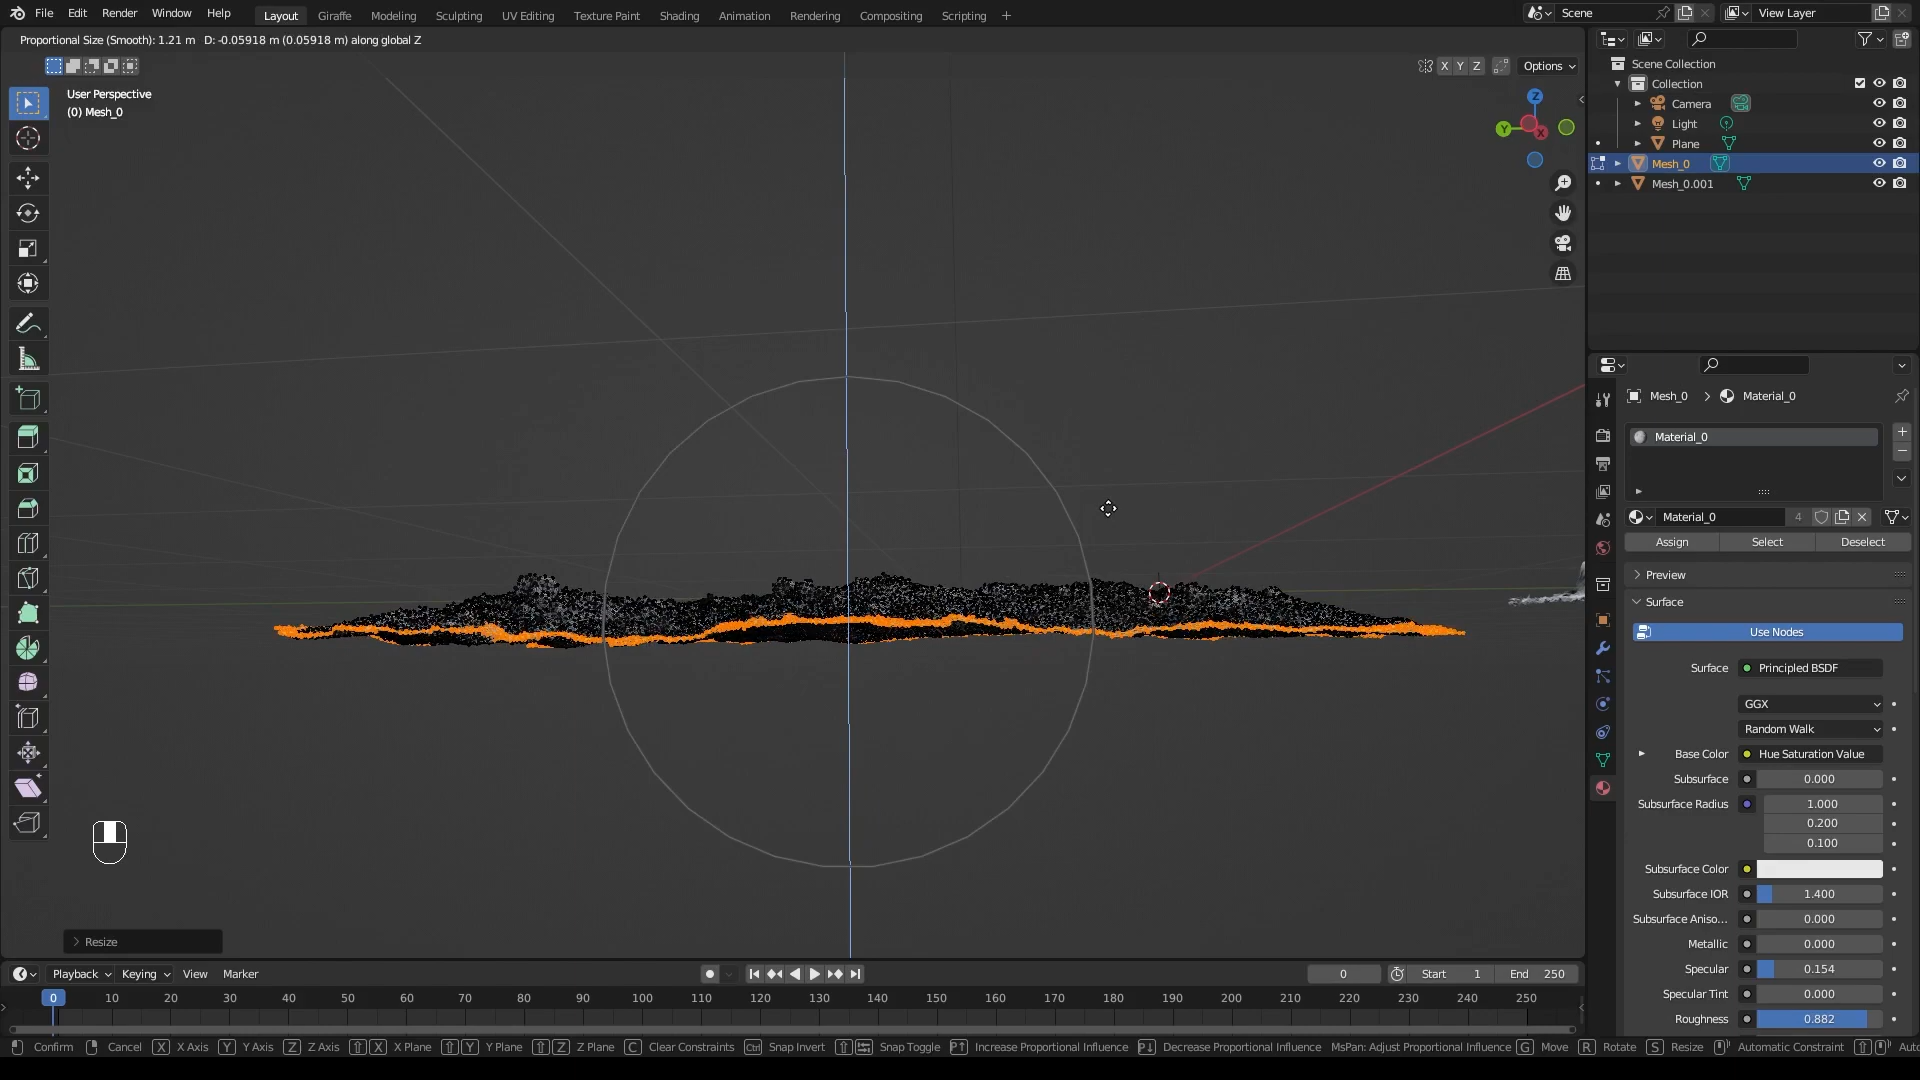 File Edit Render Window Help
Layout Giraffe Modeling Sculpting UV Editing Texture Paint Shading Animation Rendering Compositing Scripting +
Scene
View Layer
Proportional Size (Smooth): 1.21 m   D: -0.05918 m (0.05918 m) along global Z
X Y Z
Options
User Perspective
(0) Mesh_0
Z
Y
X
Scene Collection
Collection
Camera
Light
Plane
Mesh_0
Mesh_0.001
Mesh_0 > Material_0
Material_0
Material_0 4
Assign Select Deselect
Preview
Surface
Use Nodes
Surface Principled BSDF
GGX
Random Walk
Base Color Hue Saturation Value
Subsurface 0.000
Subsurface Radius 1.000
0.200
0.100
Subsurface Color
Subsurface IOR 1.400
Subsurface Aniso... 0.000
Metallic 0.000
Specular 0.154
Specular Tint 0.000
Roughness 0.882
> Resize
Playback Keying View Marker
0
Start 1
End 250
0 10 20 30 40 50 60 70 80 90 100 110 120 130 140 150 160 170 180 190 200 210 220 230 240 250
Confirm Cancel X X Axis Y Y Axis Z Z Axis X X Plane Y Y Plane Z Z Plane C Clear Constraints Ctrl Snap Invert Snap Toggle P↑ Increase Proportional Influence P↓ Decrease Proportional Influence MsPan: Adjust Proportional Influence G Move R Rotate S Resize Automatic Constraint Auto